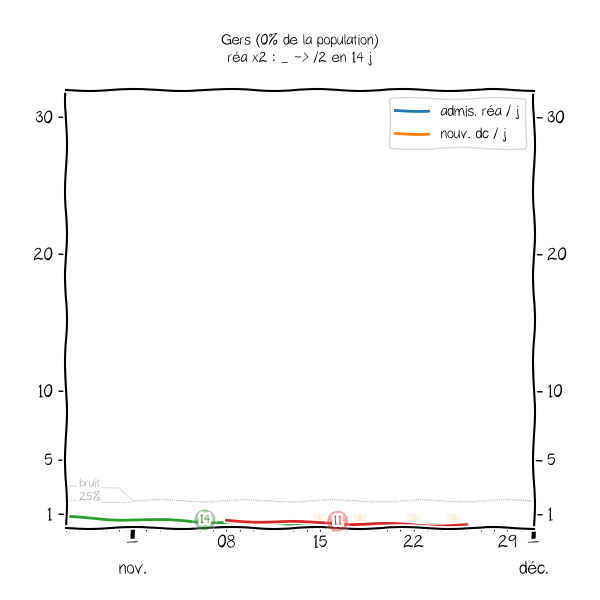 Gers (0% de la population)
réa x2 : _ -> /2 en 14 j
admis. réa / j
nouv. dc / j
30 30
20 20
10 10
5 5
bruit
25%
1 1
14 11
08 15 22 29
nov. déc.